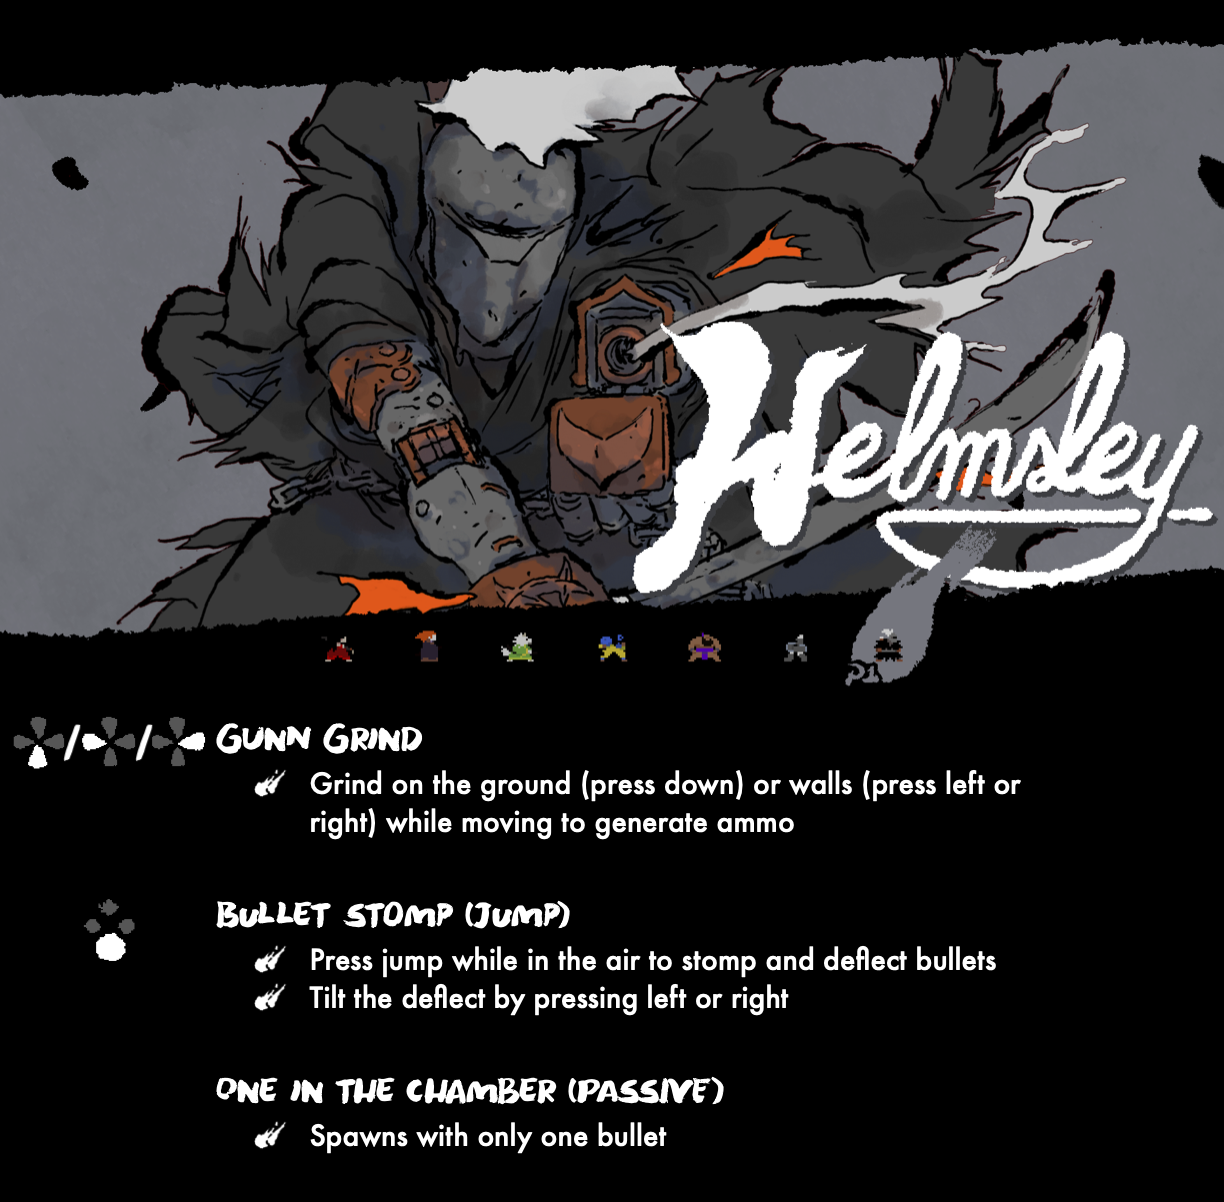 Helmsley
P1
/ / GUNN GRIND
Grind on the ground (press down) or walls (press left or
right) while moving to generate ammo
BULLET STOMP (JUMP)
Press jump while in the air to stomp and deflect bullets
Tilt the deflect by pressing left or right
ONE IN THE CHAMBER (PASSIVE)
Spawns with only one bullet